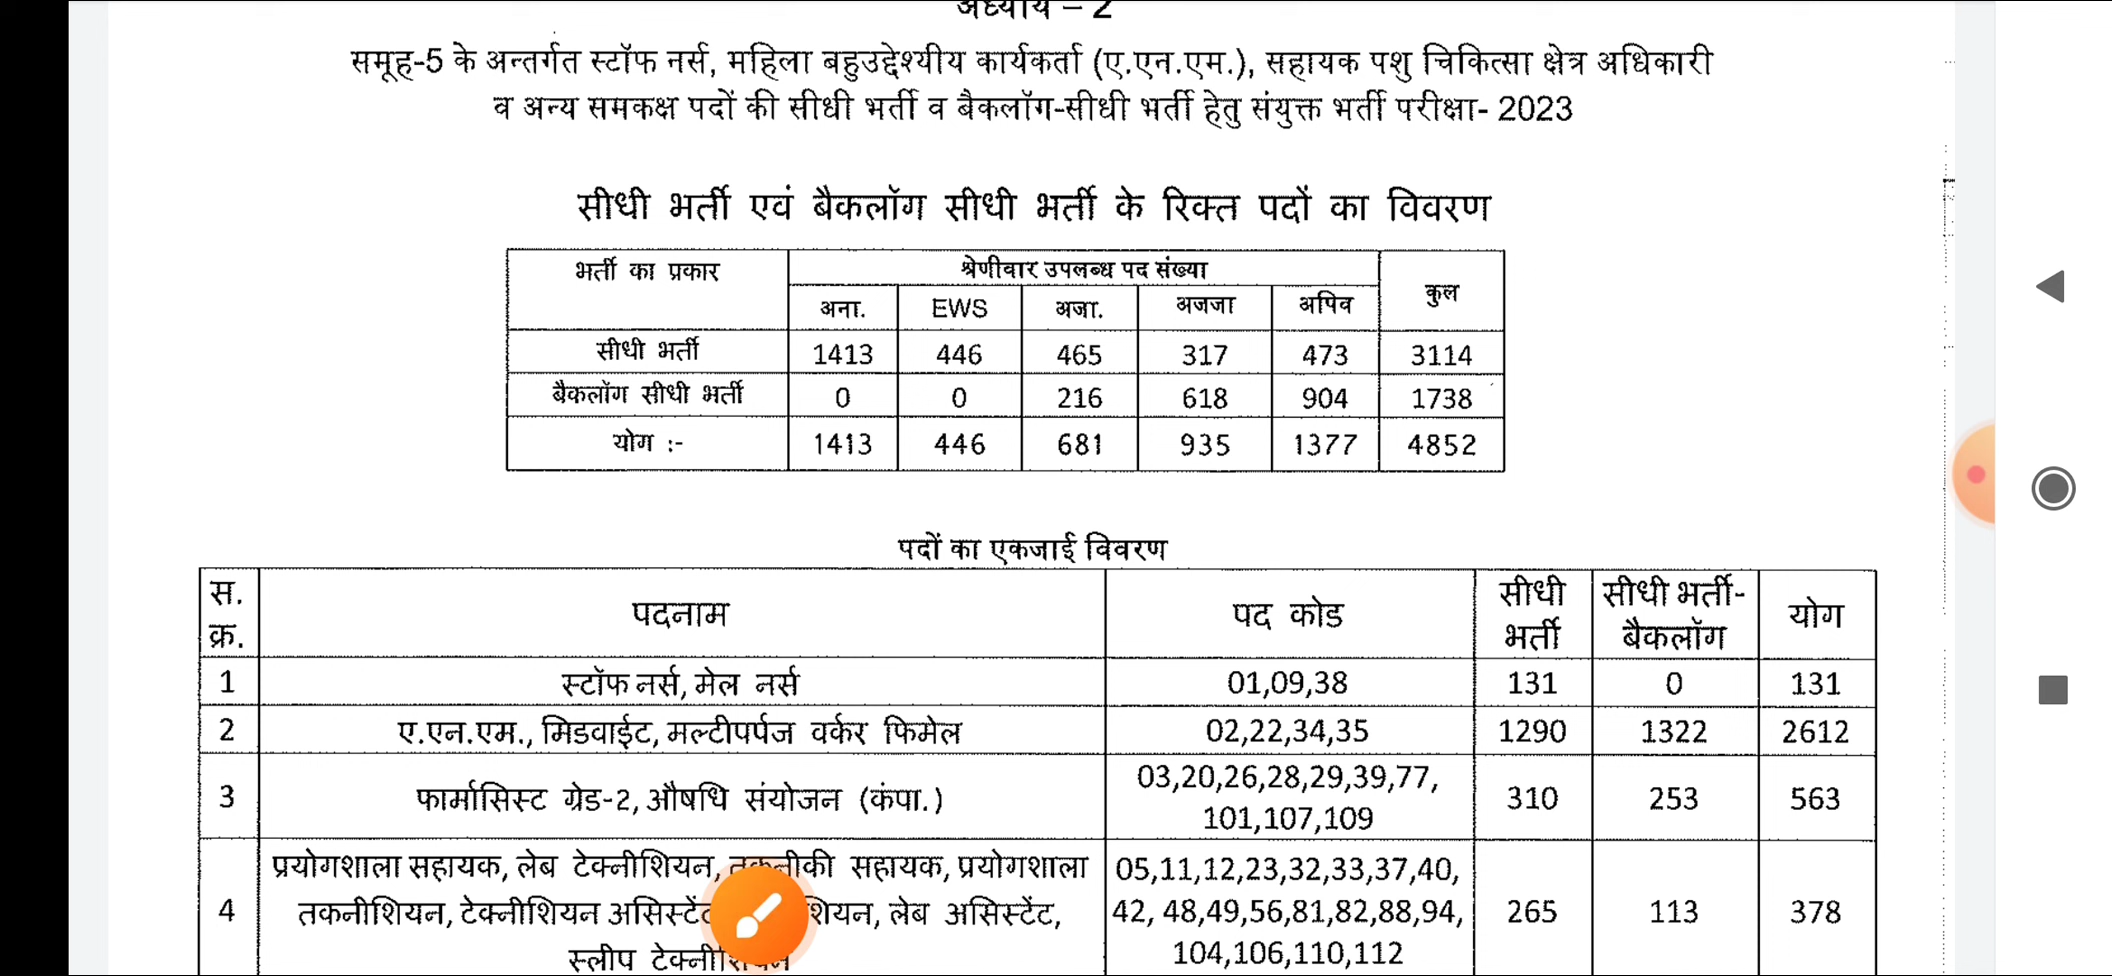 अध्याय – 2
समूह-5 के अन्तर्गत स्टॉफ नर्स, महिला बहुउद्देश्यीय कार्यकर्ता (ए.एन.एम.), सहायक पशु चिकित्सा क्षेत्र अधिकारी
व अन्य समकक्ष पदों की सीधी भर्ती व बैकलॉग-सीधी भर्ती हेतु संयुक्त भर्ती परीक्षा- 2023
सीधी भर्ती एवं बैकलॉग सीधी भर्ती के रिक्त पदों का विवरण
भर्ती का प्रकार श्रेणीवार उपलब्ध पद संख्या कुल
अना. EWS अजा. अजजा अपिव
सीधी भर्ती 1413 446 465 317 473 3114
बैकलॉग सीधी भर्ती 0 0 216 618 904 1738
योग :- 1413 446 681 935 1377 4852
पदों का एकजाई विवरण
स. सीधी सीधी भर्ती-
पदनाम पद कोड योग
क्र. भर्ती बैकलॉग
1 स्टॉफ नर्स, मेल नर्स 01,09,38 131 0 131
2 ए.एन.एम., मिडवाईट, मल्टीपर्पज वर्कर फिमेल 02,22,34,35 1290 1322 2612
03,20,26,28,29,39,77,
3 फार्मासिस्ट ग्रेड-2, औषधि संयोजन (कंपा.) 310 253 563
101,107,109
प्रयोगशाला सहायक, लेब टेक्नीशियन, तकनीकी सहायक, प्रयोगशाला 05,11,12,23,32,33,37,40,
4 तकनीशियन, टेक्नीशियन लेब असिस्टेंट, 42, 48,49,56,81,82,88,94, 265 113 378
स्लीप टेक्नीशियन 104,106,110,112